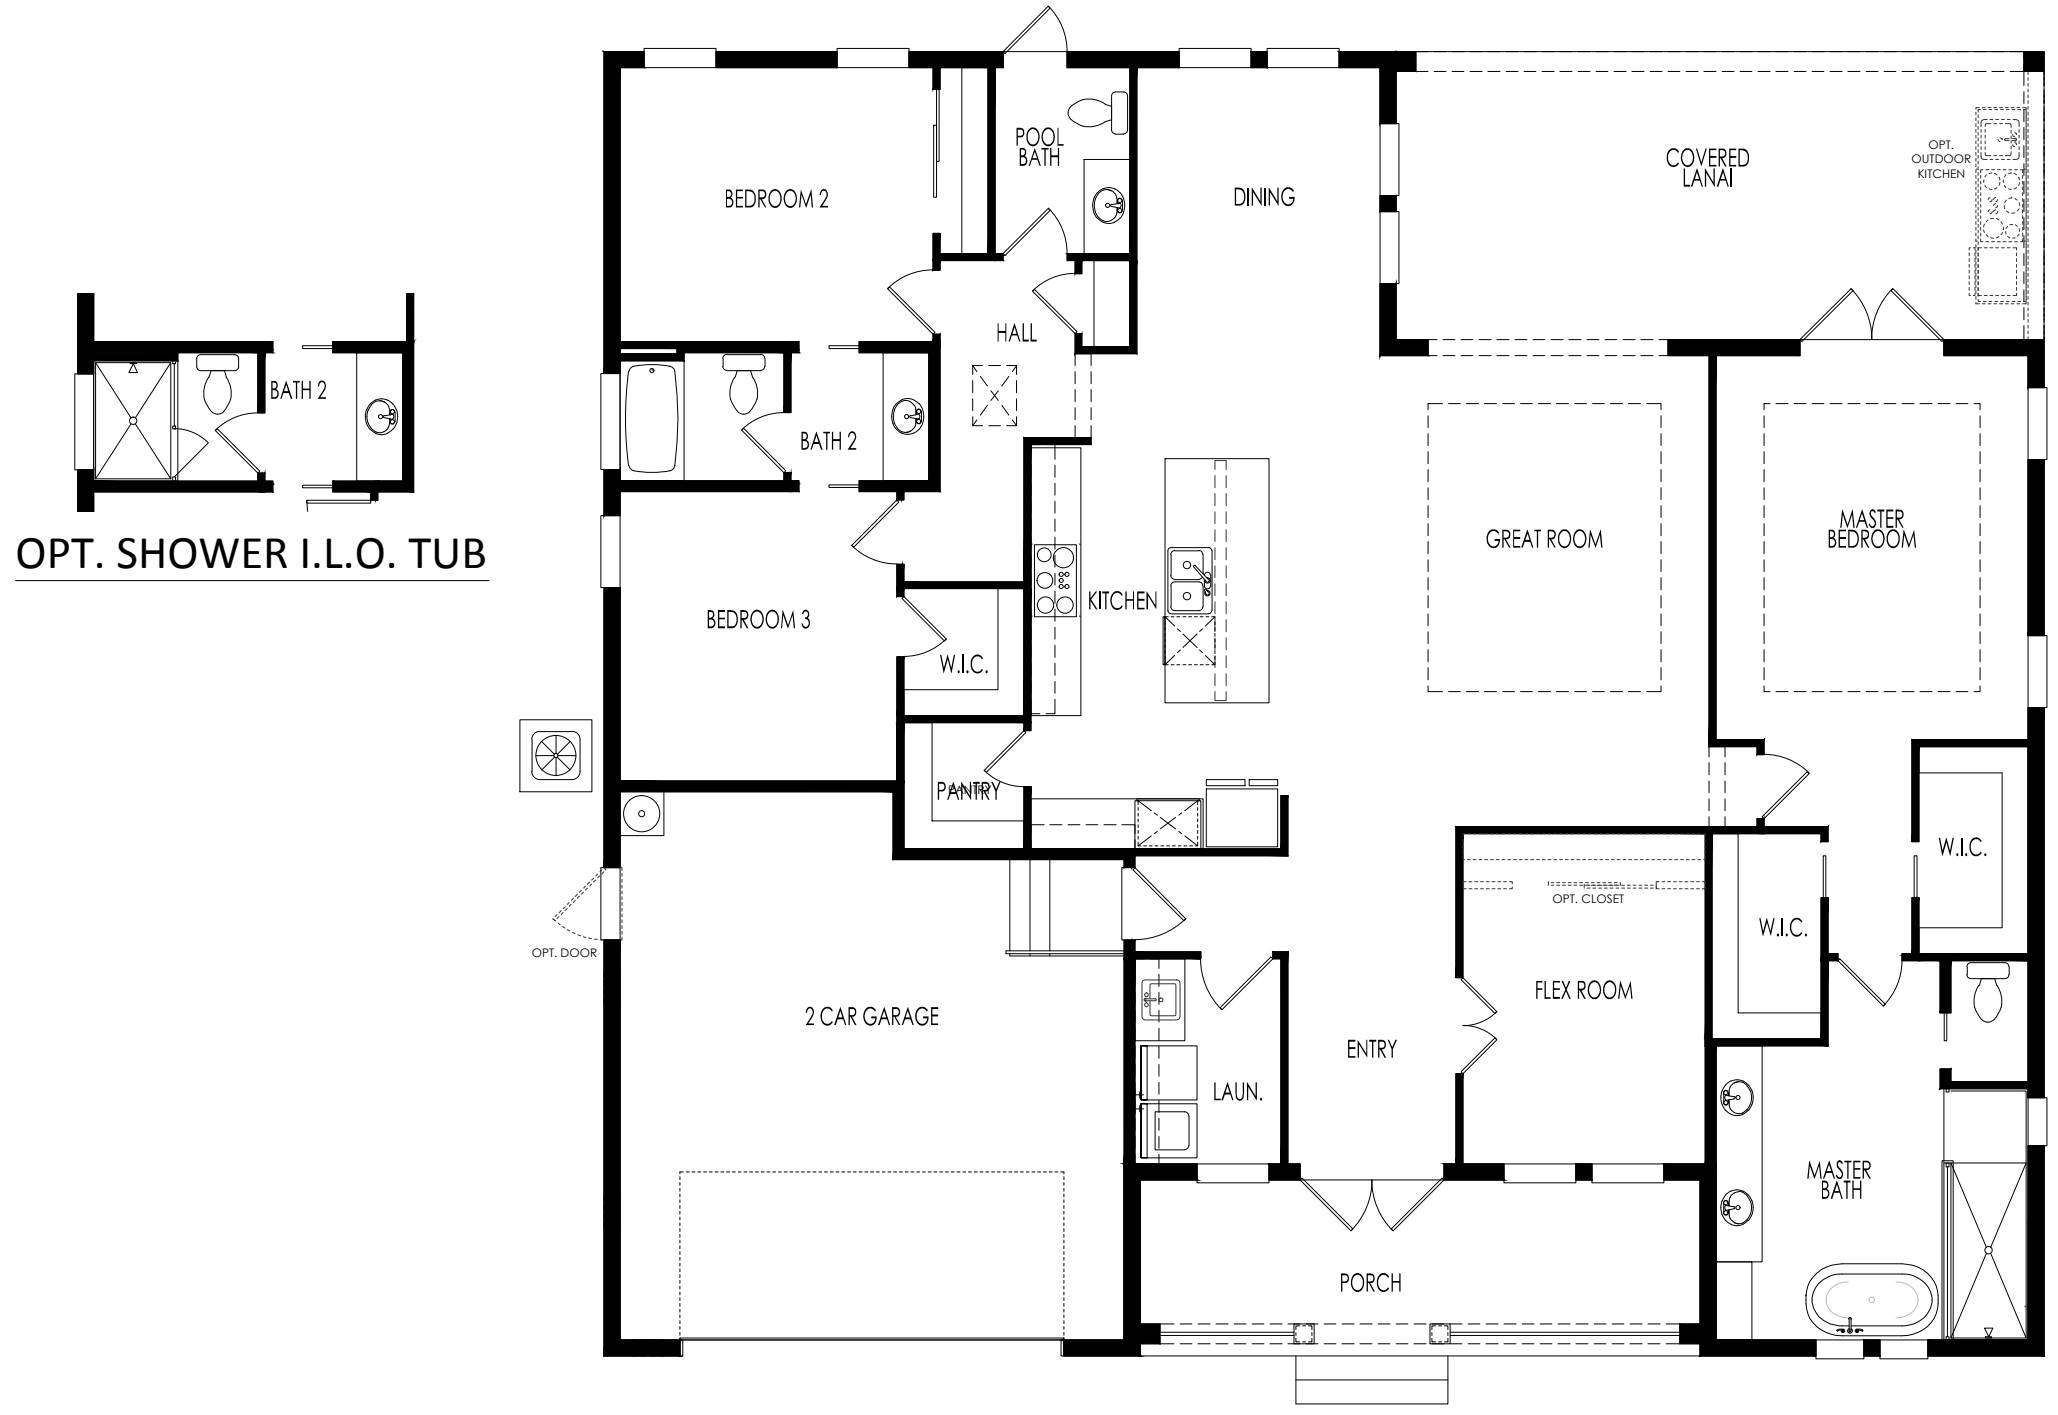 POOL
BATH
OPT.
OUTDOOR
KITCHEN
COVERED
LANAI
BEDROOM 2
DINING
HALL
BATH 2
BATH 2
OPT. SHOWER I.L.O. TUB
GREAT ROOM
MASTER
BEDROOM
KITCHEN
BEDROOM 3
W.I.C.
PANTRY
W.I.C.
OPT. CLOSET
W.I.C.
OPT. DOOR
FLEX ROOM
2 CAR GARAGE
ENTRY
LAUN.
MASTER
BATH
PORCH